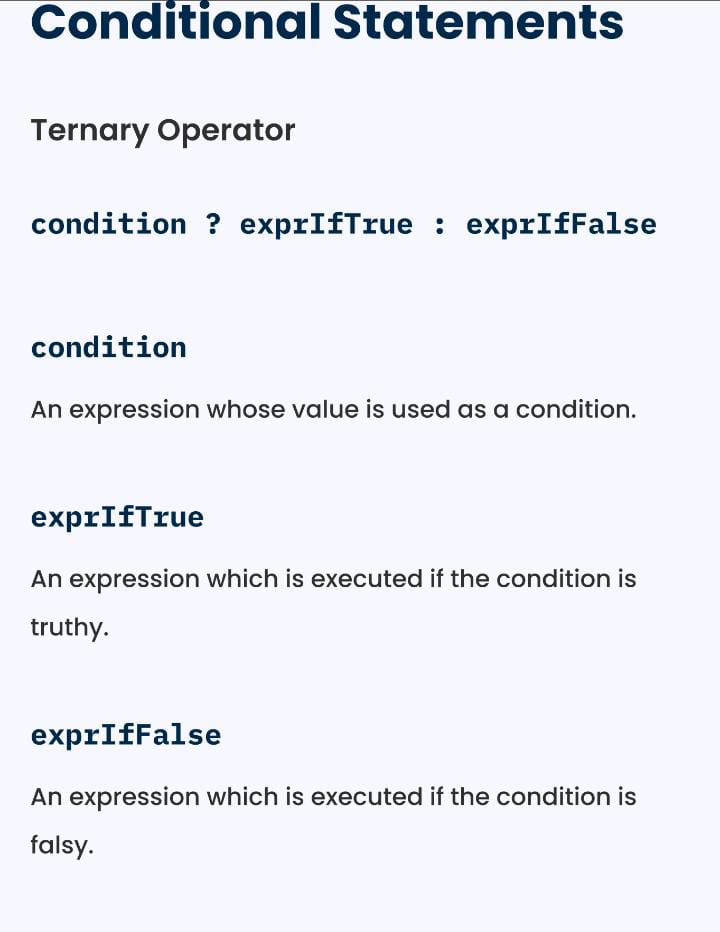 Conditional Statements
Ternary Operator
condition ? exprIfTrue : exprIfFalse
condition
An expression whose value is used as a condition.
exprIfTrue
An expression which is executed if the condition is
truthy.
exprIfFalse
An expression which is executed if the condition is
falsy.